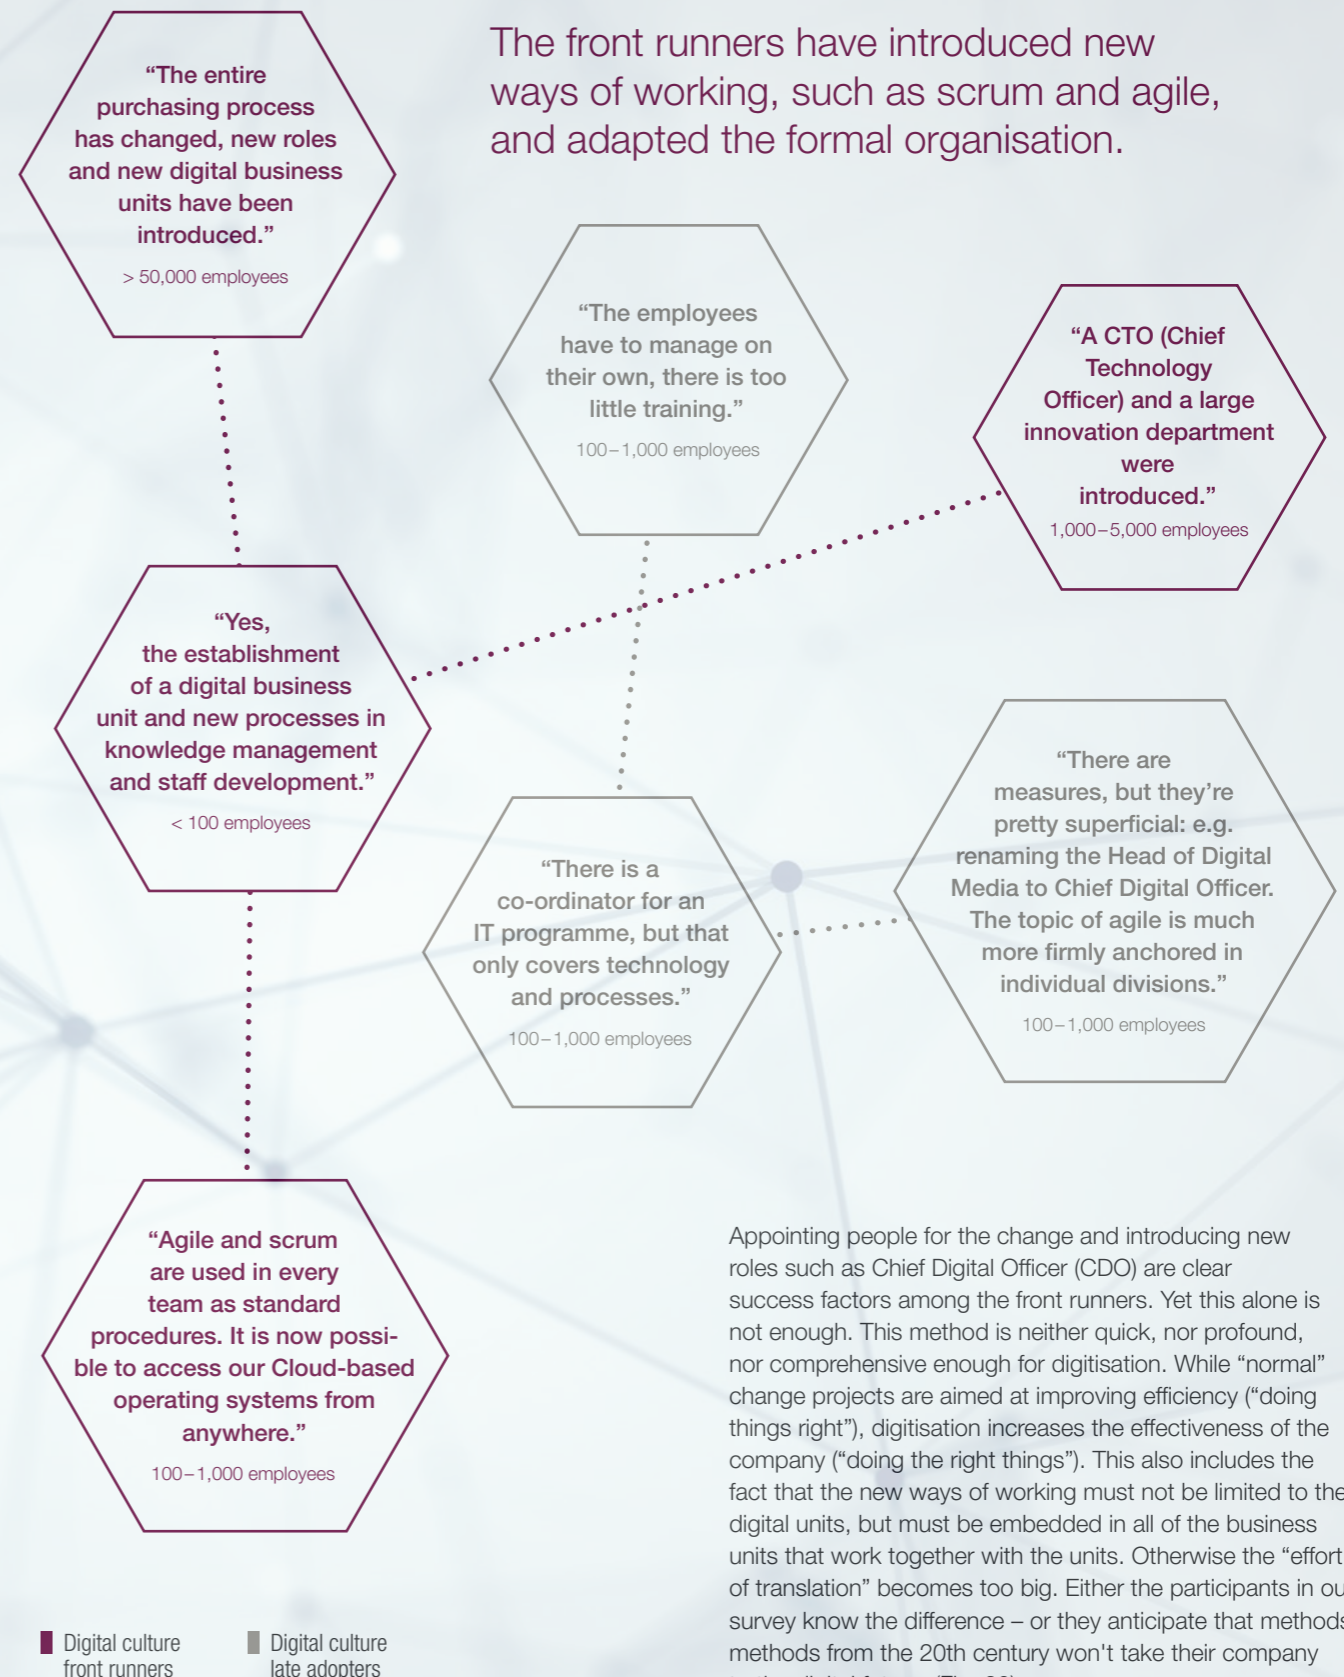 The front runners have introduced new
ways of working, such as scrum and agile,
and adapted the formal organisation.
“The entire
purchasing process
has changed, new roles
and new digital business
units have been
introduced.”
> 50,000 employees
“The employees
have to manage on
their own, there is too
little training.”
100–1,000 employees
“A CTO (Chief
Technology
Officer) and a large
innovation department
were
introduced.”
1,000–5,000 employees
“Yes,
the establishment
of a digital business
unit and new processes in
knowledge management
and staff development.”
< 100 employees
“There is a
co-ordinator for an
IT programme, but that
only covers technology
and processes.”
100–1,000 employees
“There are
measures, but they’re
pretty superficial: e.g.
renaming the Head of Digital
Media to Chief Digital Officer.
The topic of agile is much
more firmly anchored in
individual divisions.”
100–1,000 employees
“Agile and scrum
are used in every
team as standard
procedures. It is now possi-
ble to access our Cloud-based
operating systems from
anywhere.”
100–1,000 employees
Appointing people for the change and introducing new
roles such as Chief Digital Officer (CDO) are clear
success factors among the front runners. Yet this alone is
not enough. This method is neither quick, nor profound,
nor comprehensive enough for digitisation. While “normal”
change projects are aimed at improving efficiency (“doing
things right”), digitisation increases the effectiveness of the
company (“doing the right things”). This also includes the
fact that the new ways of working must not be limited to the
digital units, but must be embedded in all of the business
units that work together with the units. Otherwise the “effort
of translation” becomes too big. Either the participants in ou
survey know the difference – or they anticipate that methods
methods from the 20th century won't take their company
Digital culture
front runners
Digital culture
late adopters